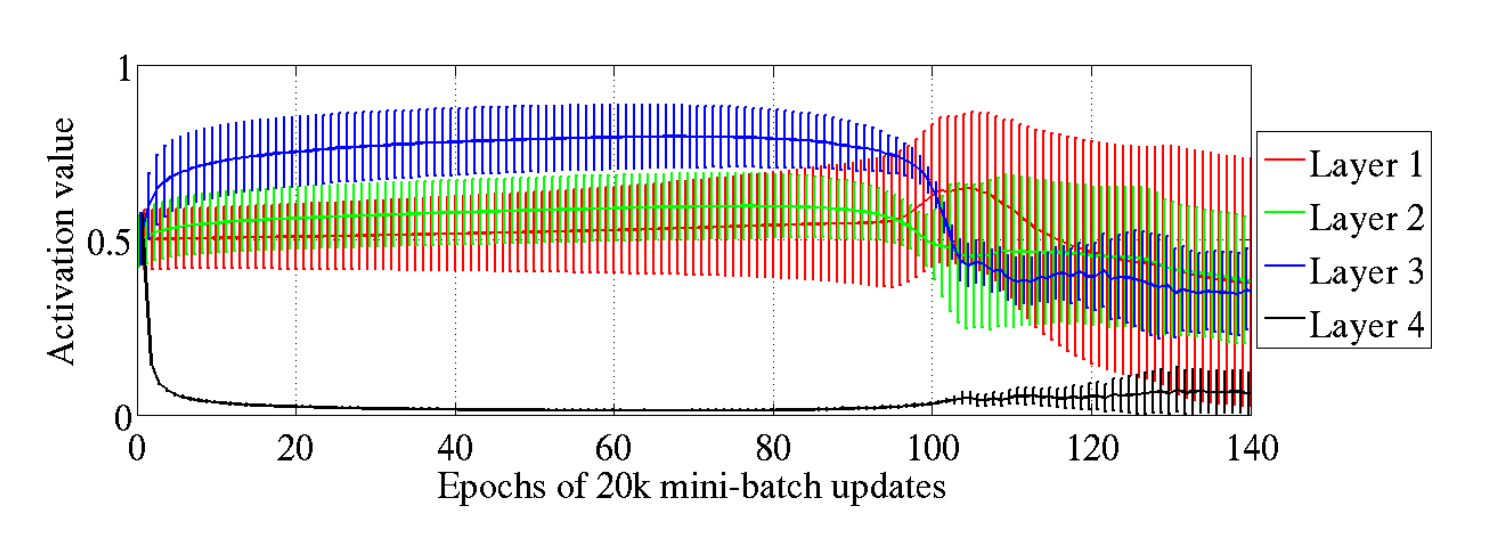 1
0.5
0
Activation value
0 20 40 60 80 100 120 140
Epochs of 20k mini-batch updates
Layer 1
Layer 2
Layer 3
Layer 4